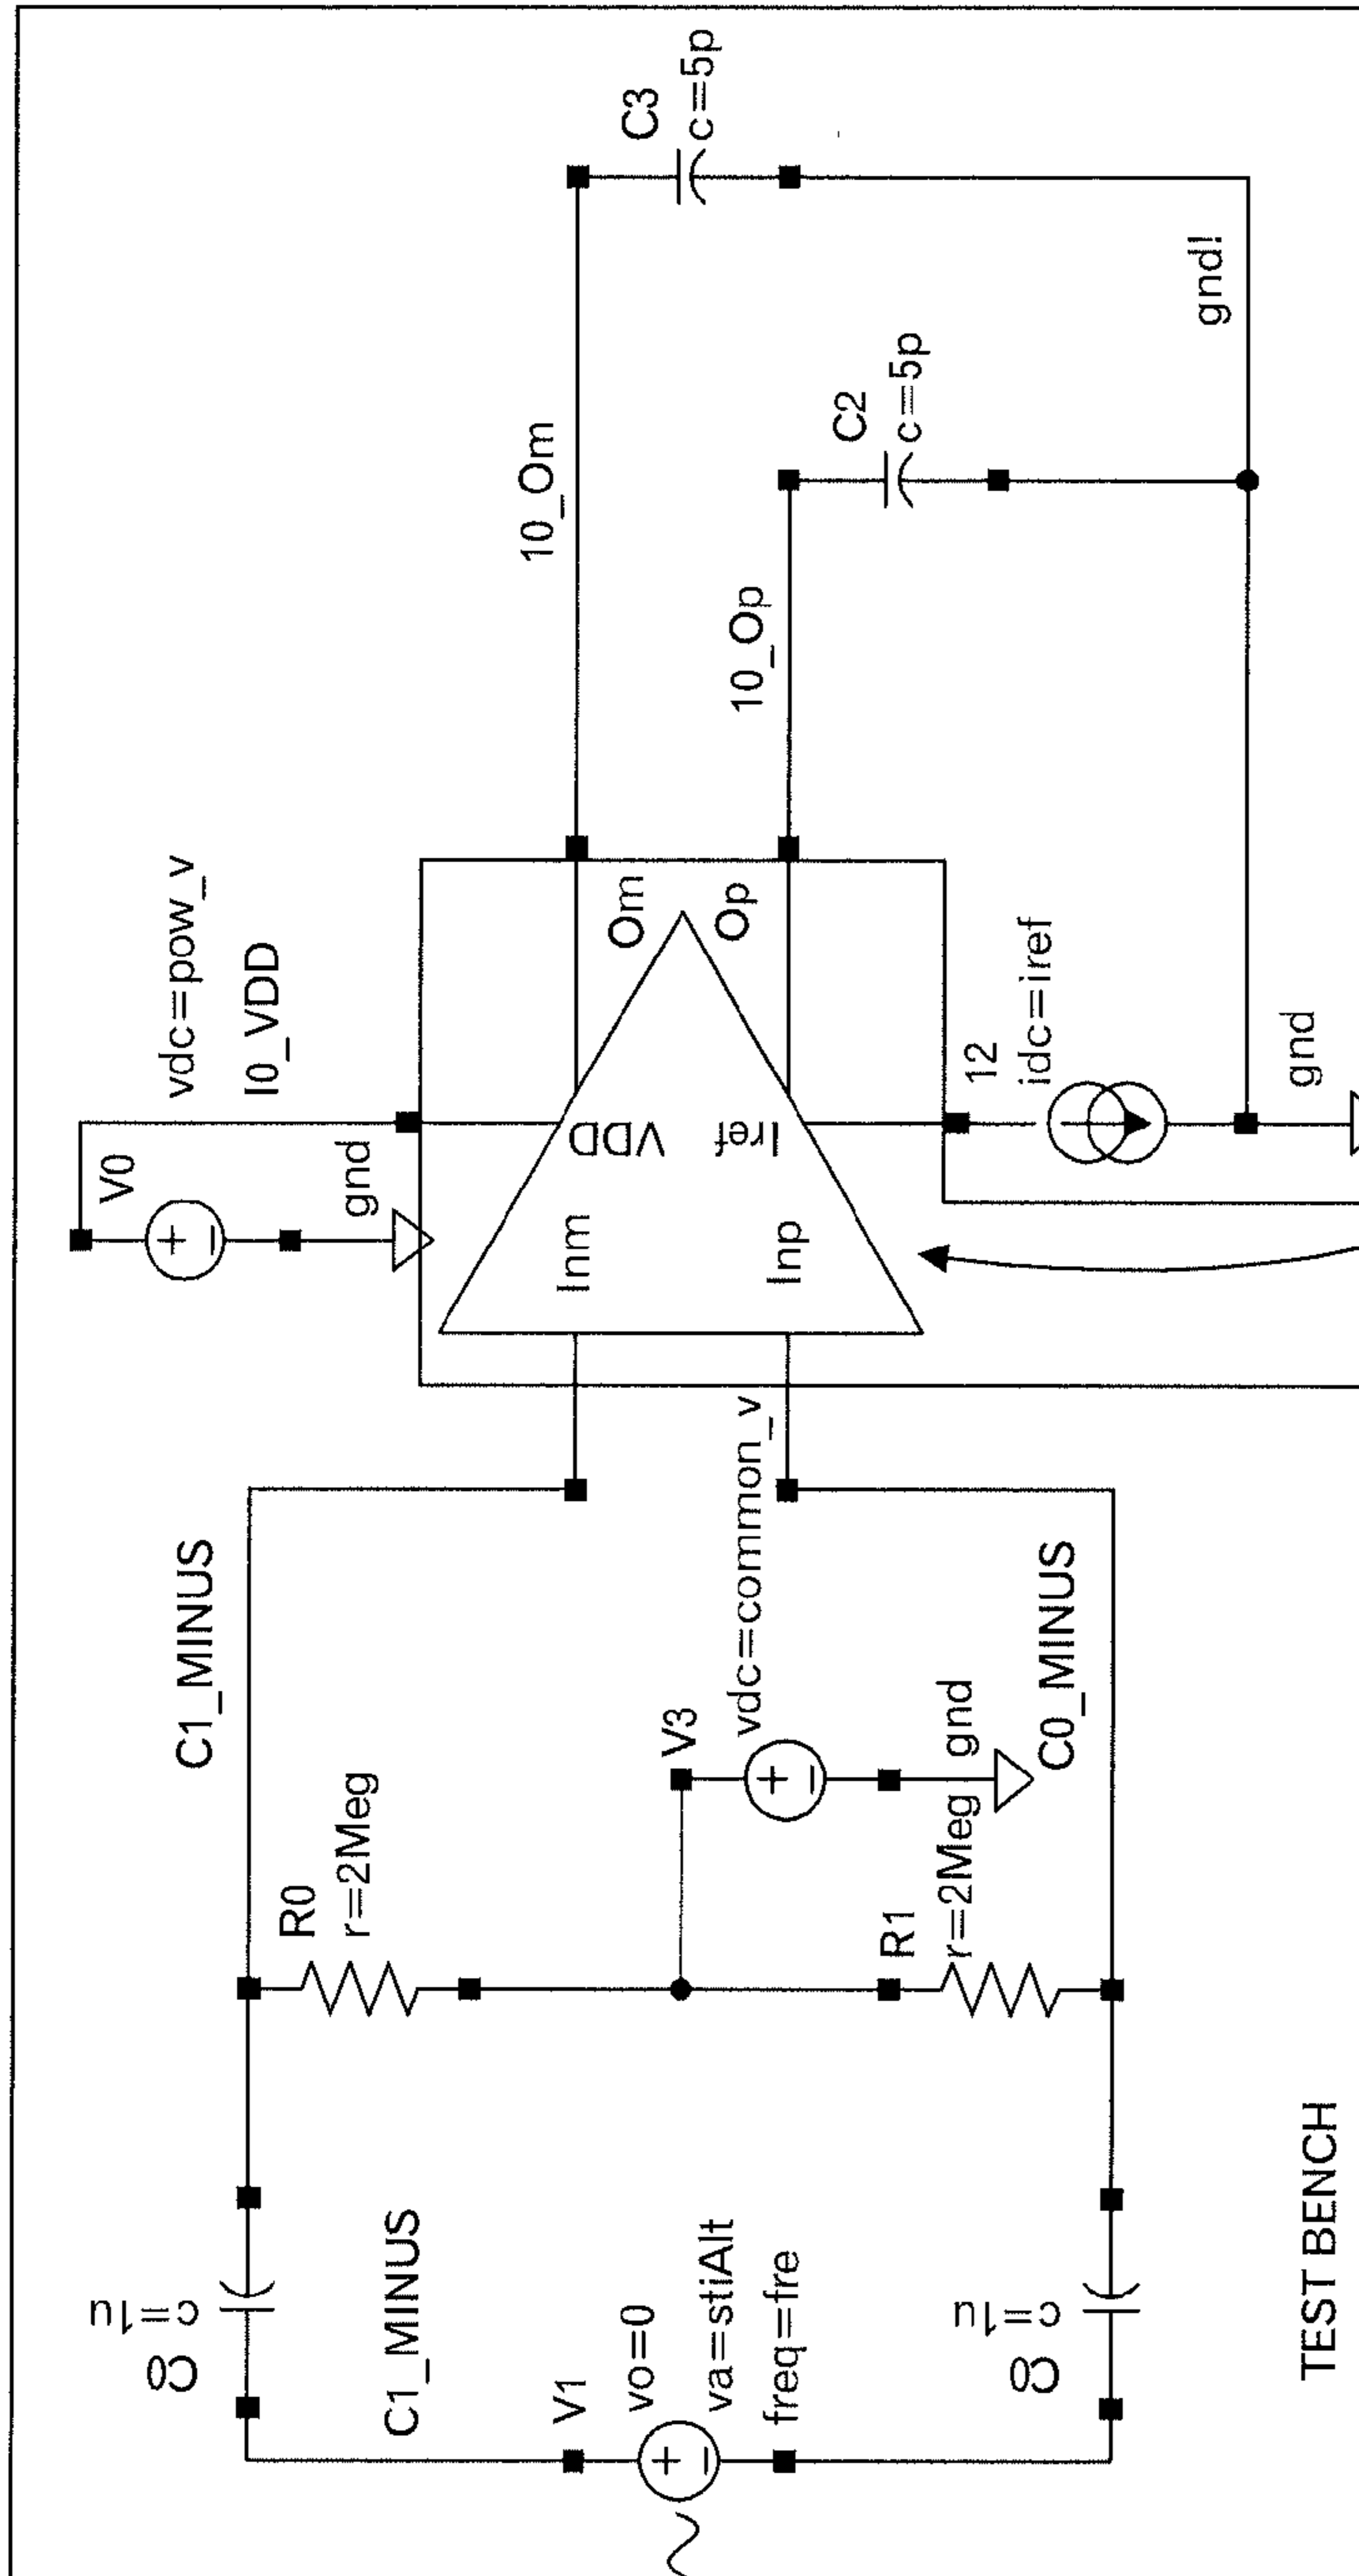 vdc=pow_v
I0_VDD
V0
gnd
C1_MINUS
c=1u
C0
C1_MINUS
R0
r=2Meg
V1
vo=0
va=stiAlt
freq=fre
V3
vdc=common_v
gnd
R1
r=2Meg
C0_MINUS
c=1u
C0
Inm
Inp
VDD
Iref
Om
Op
10_Om
C3
c=5p
10_Op
C2
c=5p
12
idc=iref
gnd!
gnd
TEST BENCH